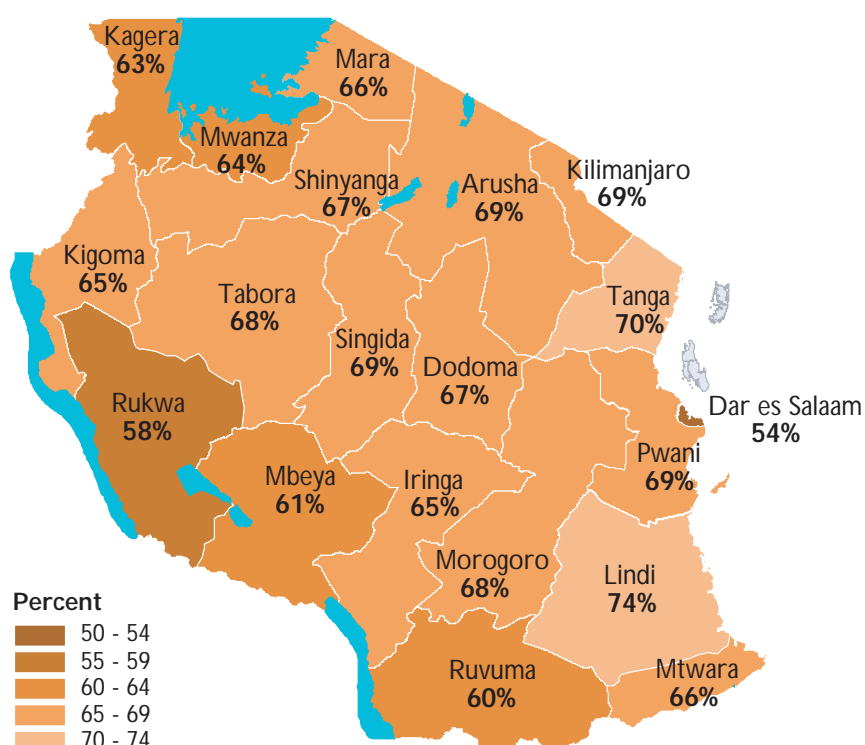 Kagera
63%
Mara
66%
Mwanza
64%
Shinyanga
67%
Arusha
69%
Kilimanjaro
69%
Kigoma
65%
Tabora
68%
Singida
69%
Dodoma
67%
Tanga
70%
Rukwa
58%
Dar es Salaam
54%
Pwani
69%
Mbeya
61%
Iringa
65%
Morogoro
68%
Lindi
74%
Ruvuma
60%
Mtwara
66%
Percent
50 - 54
55 - 59
60 - 64
65 - 69
70 - 74